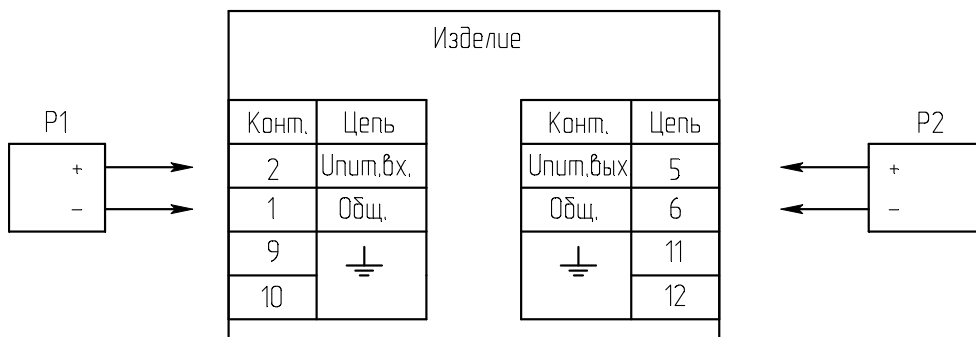 Изделие
P1
Конт. Цепь
Конт. Цепь
P2
+ 2 Uпит.вх.
Uпит.вых 5 +
− 1 Общ.
Общ. 6 −
9
11
10
12